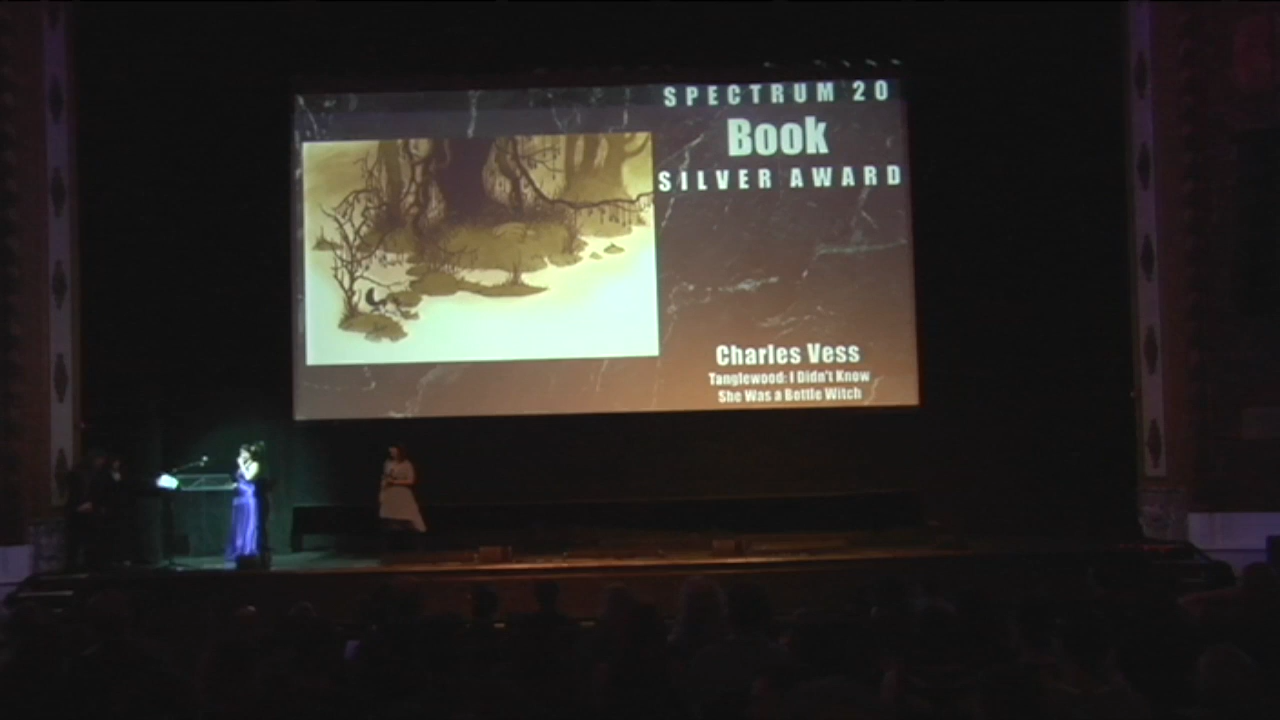 SPECTRUM 20
Book
SILVER AWARD
Charles Vess
Tanglewood: I Didn't Know
She Was a Bottle Witch